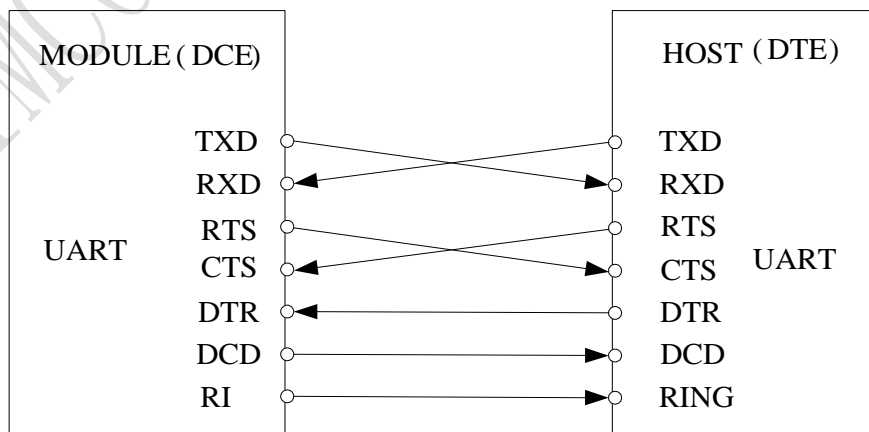 MODULE ( DCE)
HOST ( DTE)
TXD
TXD
RXD
RXD
RTS
RTS
UART
CTS
CTS
UART
DTR
DTR
DCD
DCD
RI
RING